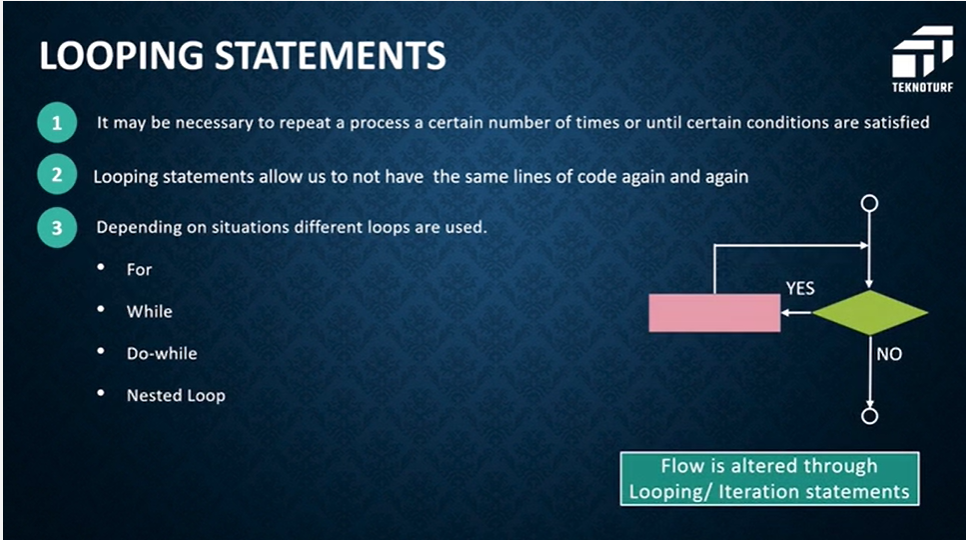 LOOPING STATEMENTS
TEKNOTURF
1 It may be necessary to repeat a process a certain number of times or until certain conditions are satisfied
2 Looping statements allow us to not have the same lines of code again and again
3 Depending on situations different loops are used.
• For
• While
• Do-while
• Nested Loop
YES
NO
Flow is altered through
Looping/ Iteration statements